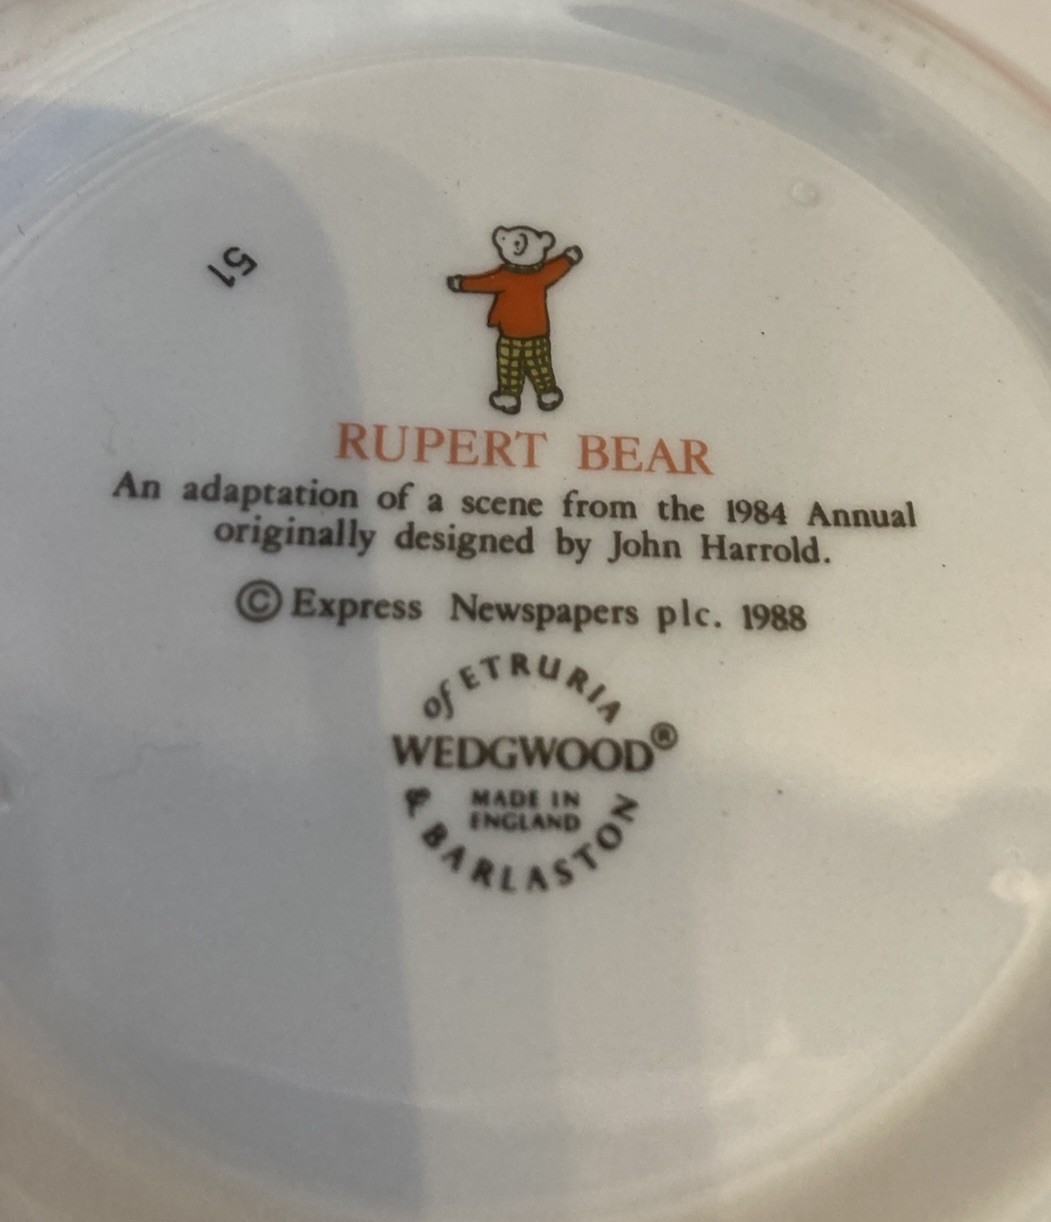 51
RUPERT BEAR
An adaptation of a scene from the 1984 Annual
originally designed by John Harrold.
© Express Newspapers plc. 1988
of ETRURIA
WEDGWOOD®
MADE IN
ENGLAND
& BARLASTON